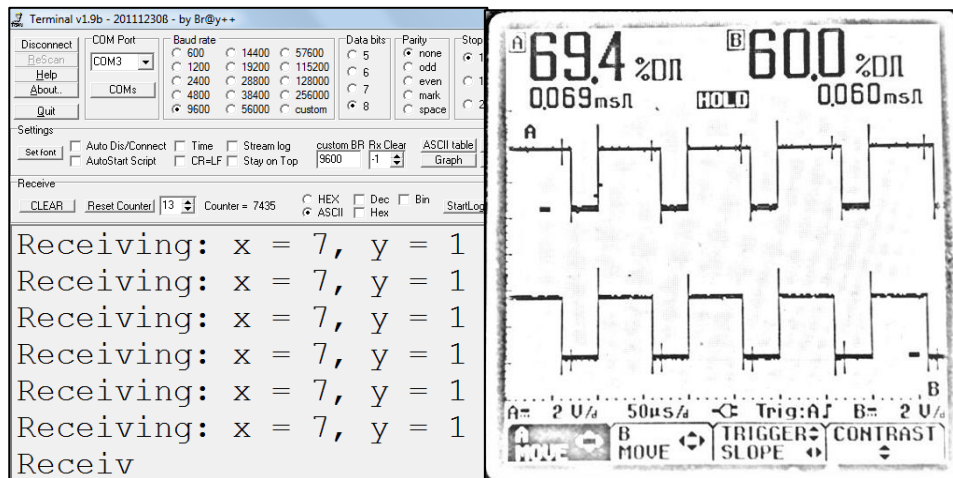 Terminal v1.9b - 20111230ß - by Br@y++
Disconnect
ReScan
Help
About..
Quit
COM Port
COM3
COMs
Baud rate
600 14400 57600
1200 19200 115200
2400 28800 128000
4800 38400 256000
9600 56000 custom
Data bits
5
6
7
8
Parity
none
odd
even
mark
space
Stop
1
1
2
Settings
Set font
Auto Dis/Connect Time Stream log
AutoStart Script CR=LF Stay on Top
custom BR Rx Clear
9600 -1
ASCII table
Graph
Receive
CLEAR Reset Counter 13 Counter = 7435
HEX Dec Bin
ASCII Hex
StartLog
Receiving: x = 7, y = 1
Receiving: x = 7, y = 1
Receiving: x = 7, y = 1
Receiving: x = 7, y = 1
Receiving: x = 7, y = 1
Receiving: x = 7, y = 1
Receiv
A 69.4 %DΠ B 60.0 %DΠ
0.069msΠ HOLD 0.060msΠ
A
B
A= 2 V/d 50µs/d Trig:A B= 2 V/d
A MOVE
B MOVE
TRIGGER SLOPE
CONTRAST